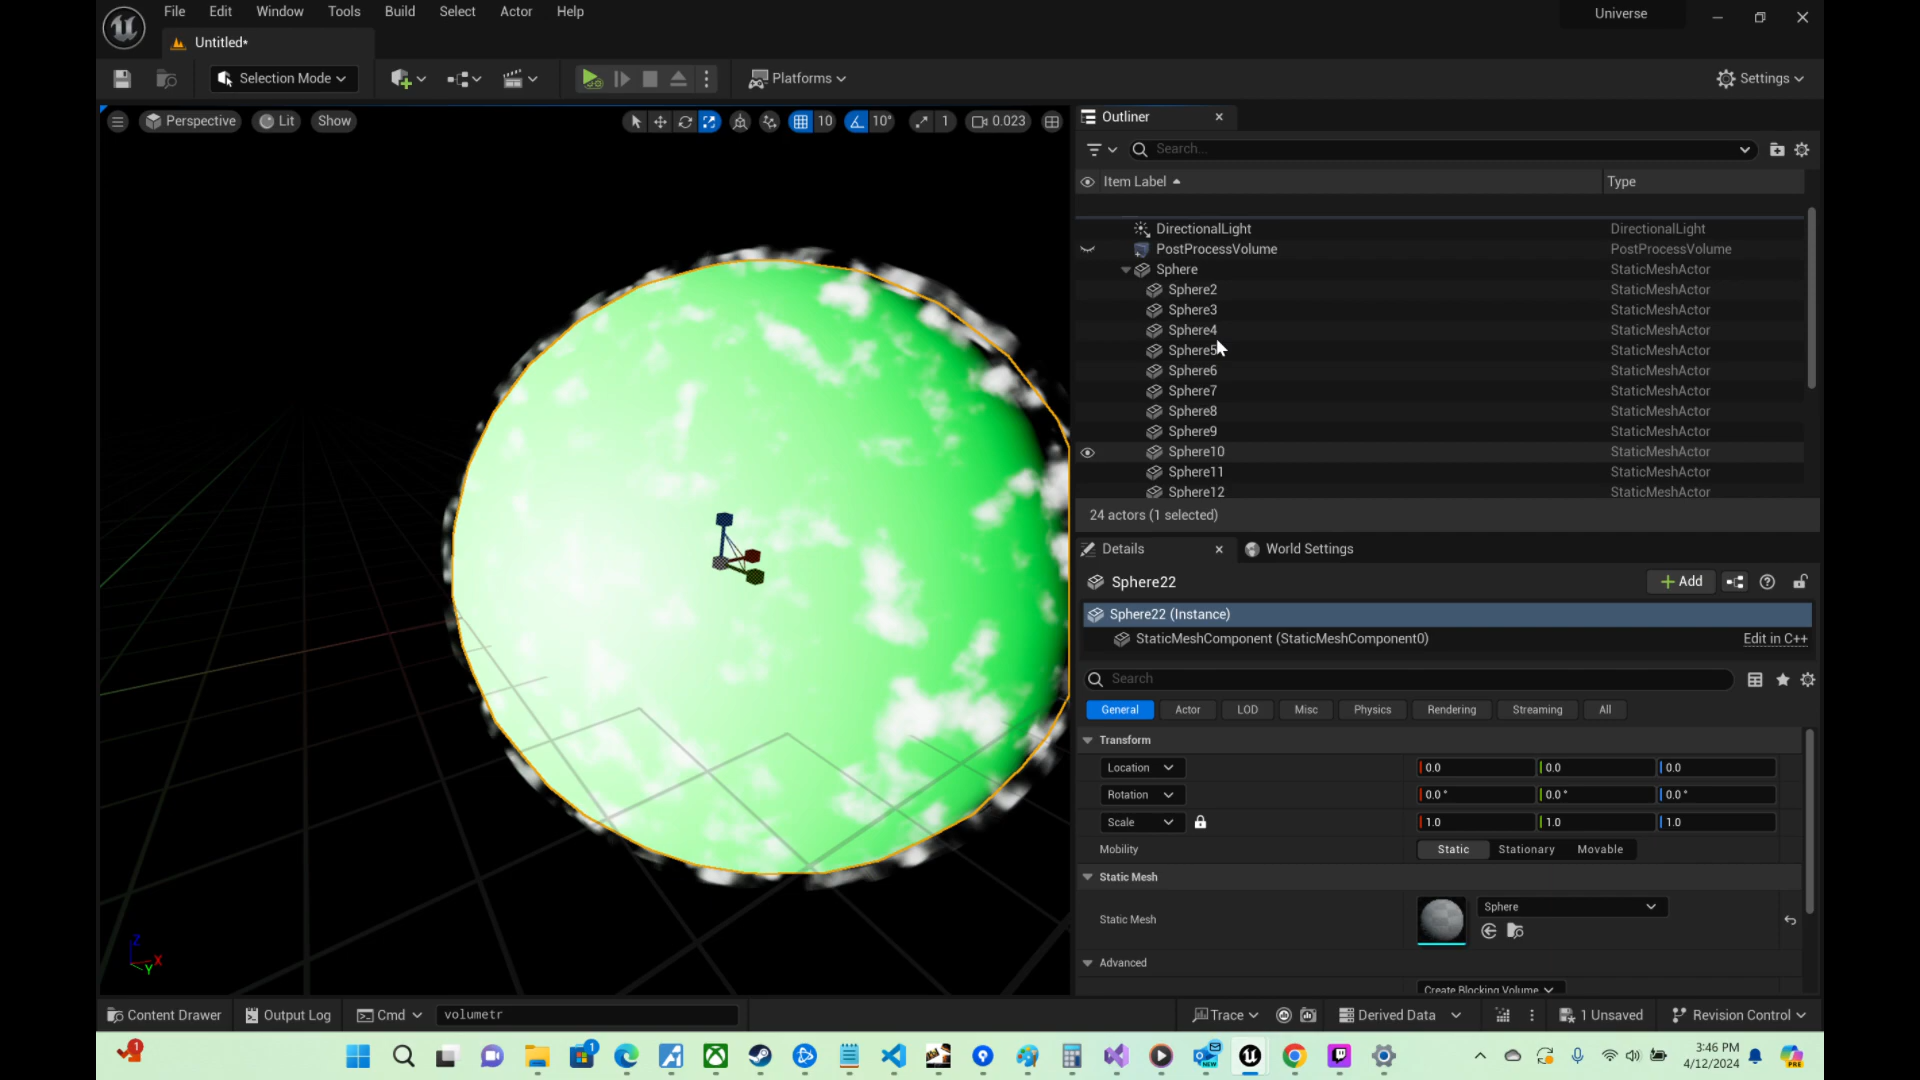 File Edit Window Tools Build Select Actor Help
Universe
Untitled*
Selection Mode
Platforms
Settings
Perspective Lit Show
10 10° 1 0.023
Outliner
Search...
Item Label Type
DirectionalLight DirectionalLight
PostProcessVolume PostProcessVolume
Sphere StaticMeshActor
Sphere2 StaticMeshActor
Sphere3 StaticMeshActor
Sphere4 StaticMeshActor
Sphere5 StaticMeshActor
Sphere6 StaticMeshActor
Sphere7 StaticMeshActor
Sphere8 StaticMeshActor
Sphere9 StaticMeshActor
Sphere10 StaticMeshActor
Sphere11 StaticMeshActor
Sphere12 StaticMeshActor
24 actors (1 selected)
Details World Settings
Sphere22
+ Add
Sphere22 (Instance)
StaticMeshComponent (StaticMeshComponent0) Edit in C++
Search
General Actor LOD Misc Physics Rendering Streaming All
Transform
Location 0.0 0.0 0.0
Rotation 0.0° 0.0° 0.0°
Scale 1.0 1.0 1.0
Mobility Static Stationary Movable
Static Mesh
Static Mesh Sphere
Advanced
Create Blocking Volume
Z X Y
Content Drawer Output Log Cmd volumetr
Trace Derived Data 1 Unsaved Revision Control
1
1
NEW
3:46 PM
4/12/2024
PRE